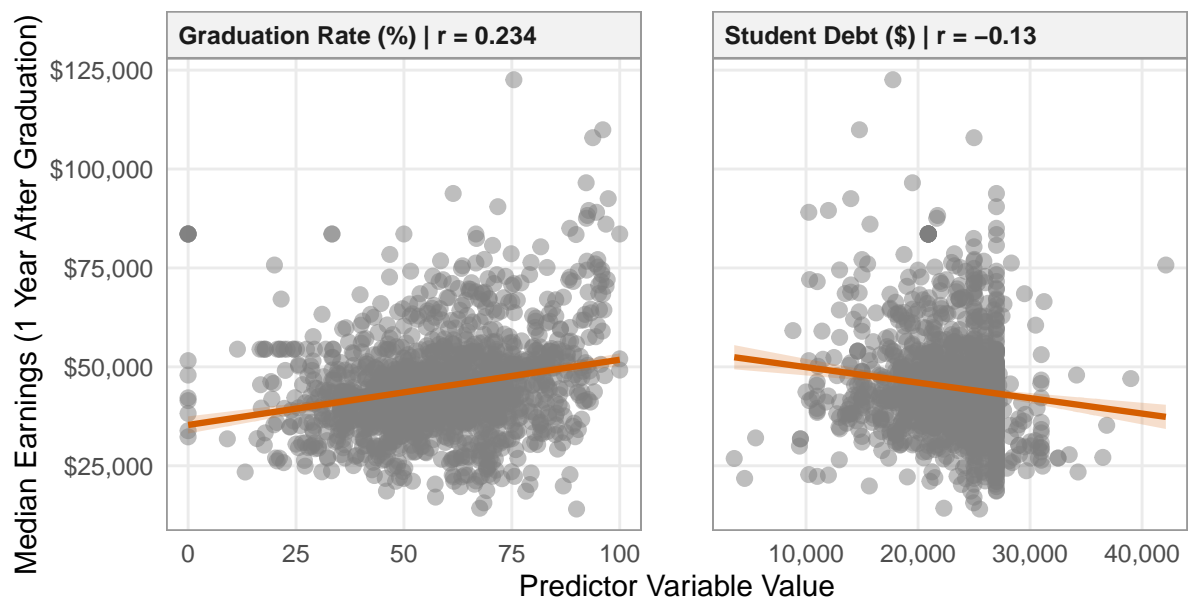 Graduation Rate (%) | r = 0.234
Student Debt ($) | r = −0.13
Median Earnings (1 Year After Graduation)
$125,000
$100,000
$75,000
$50,000
$25,000
0 25 50 75 100
10,000 20,000 30,000 40,000
Predictor Variable Value